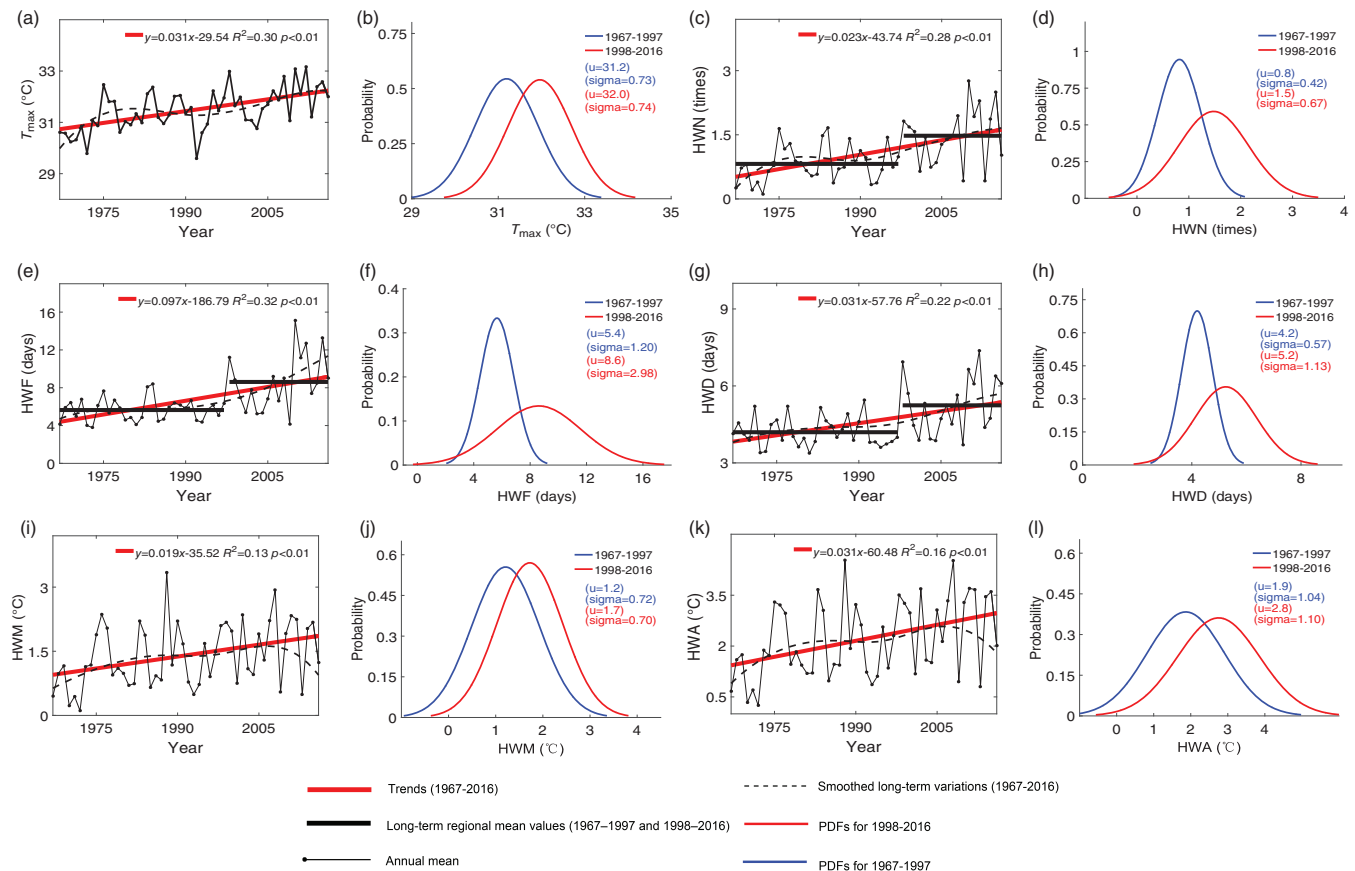 (a)
y=0.031x-29.54 R²=0.30 p<0.01
33
31
29
Tmax (°C)
1975 1990 2005
Year
(b)
0.75
0.5
0.25
0
Probability
1967-1997
1998-2016
(u=31.2)
(sigma=0.73)
(u=32.0)
(sigma=0.74)
29 31 33 35
Tmax (°C)
(c)
y=0.023x-43.74 R²=0.28 p<0.01
3
1.5
0
HWN (times)
1975 1990 2005
Year
(d)
1
0.75
0.5
0.25
0
Probability
1967-1997
1998-2016
(u=0.8)
(sigma=0.42)
(u=1.5)
(sigma=0.67)
0 1 2 3 4
HWN (times)
(e)
y=0.097x-186.79 R²=0.32 p<0.01
16
12
8
4
0
HWF (days)
1975 1990 2005
Year
(f)
0.4
0.3
0.2
0.1
0
Probability
1967-1997
1998-2016
(u=5.4)
(sigma=1.20)
(u=8.6)
(sigma=2.98)
0 4 8 12 16
HWF (days)
(g)
y=0.031x-57.76 R²=0.22 p<0.01
9
6
3
HWD (days)
1975 1990 2005
Year
(h)
0.75
0.6
0.45
0.3
0.15
0
Probability
1967-1997
1998-2016
(u=4.2)
(sigma=0.57)
(u=5.2)
(sigma=1.13)
0 4 8
HWD (days)
(i)
y=0.019x-35.52 R²=0.13 p<0.01
3
1.5
0
HWM (°C)
1975 1990 2005
Year
(j)
0.6
0.45
0.3
0.15
0
Probability
1967-1997
1998-2016
(u=1.2)
(sigma=0.72)
(u=1.7)
(sigma=0.70)
0 1 2 3 4
HWM (℃)
(k)
y=0.031x-60.48 R²=0.16 p<0.01
3.5
2
0.5
HWA (°C)
1975 1990 2005
Year
(l)
0.6
0.45
0.3
0.15
0
Probability
1967-1997
1998-2016
(u=1.9)
(sigma=1.04)
(u=2.8)
(sigma=1.10)
0 1 2 3 4
HWA (℃)
Trends (1967-2016)
Smoothed long-term variations (1967-2016)
Long-term regional mean values (1967–1997 and 1998–2016)
PDFs for 1998-2016
Annual mean
PDFs for 1967-1997